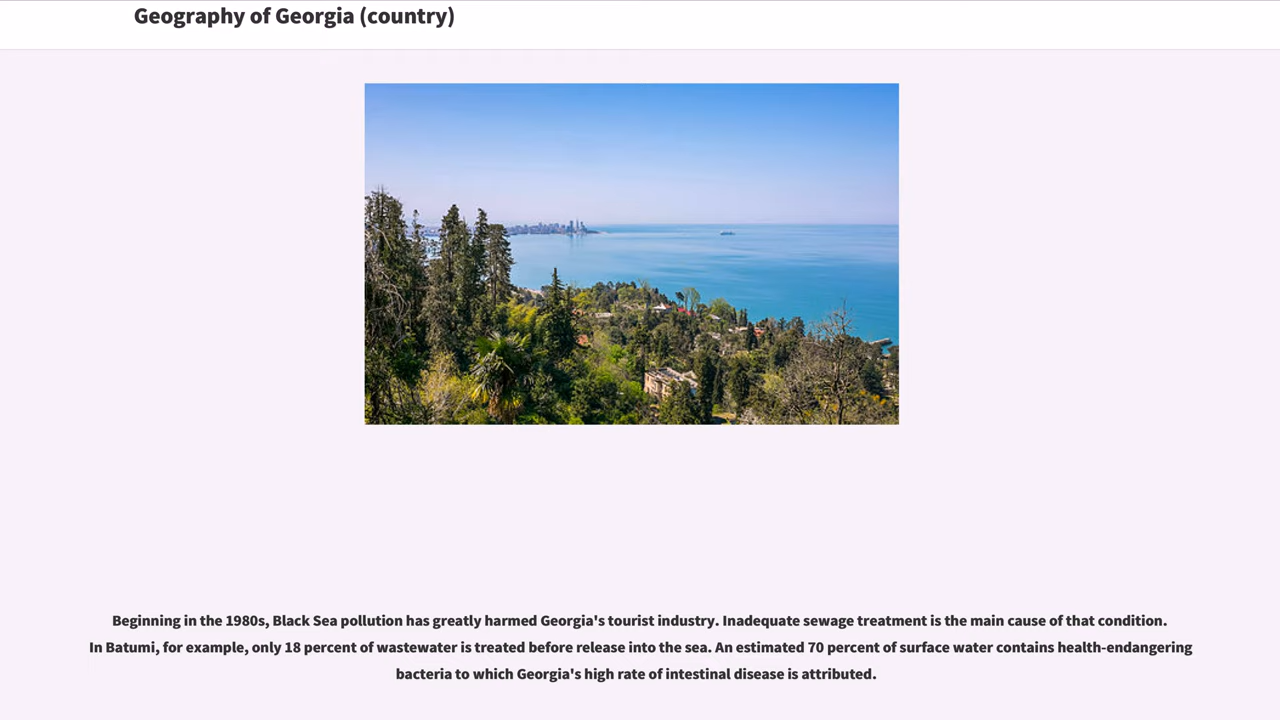 Geography of Georgia (country)
Beginning in the 1980s, Black Sea pollution has greatly harmed Georgia's tourist industry. Inadequate sewage treatment is the main cause of that condition.
In Batumi, for example, only 18 percent of wastewater is treated before release into the sea. An estimated 70 percent of surface water contains health-endangering
bacteria to which Georgia's high rate of intestinal disease is attributed.